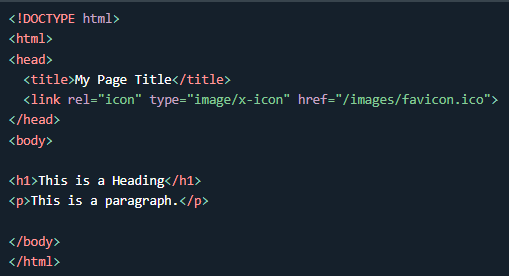 <!DOCTYPE html>
<html>
<head>
  <title>My Page Title</title>
  <link rel="icon" type="image/x-icon" href="/images/favicon.ico">
</head>
<body>

<h1>This is a Heading</h1>
<p>This is a paragraph.</p>

</body>
</html>